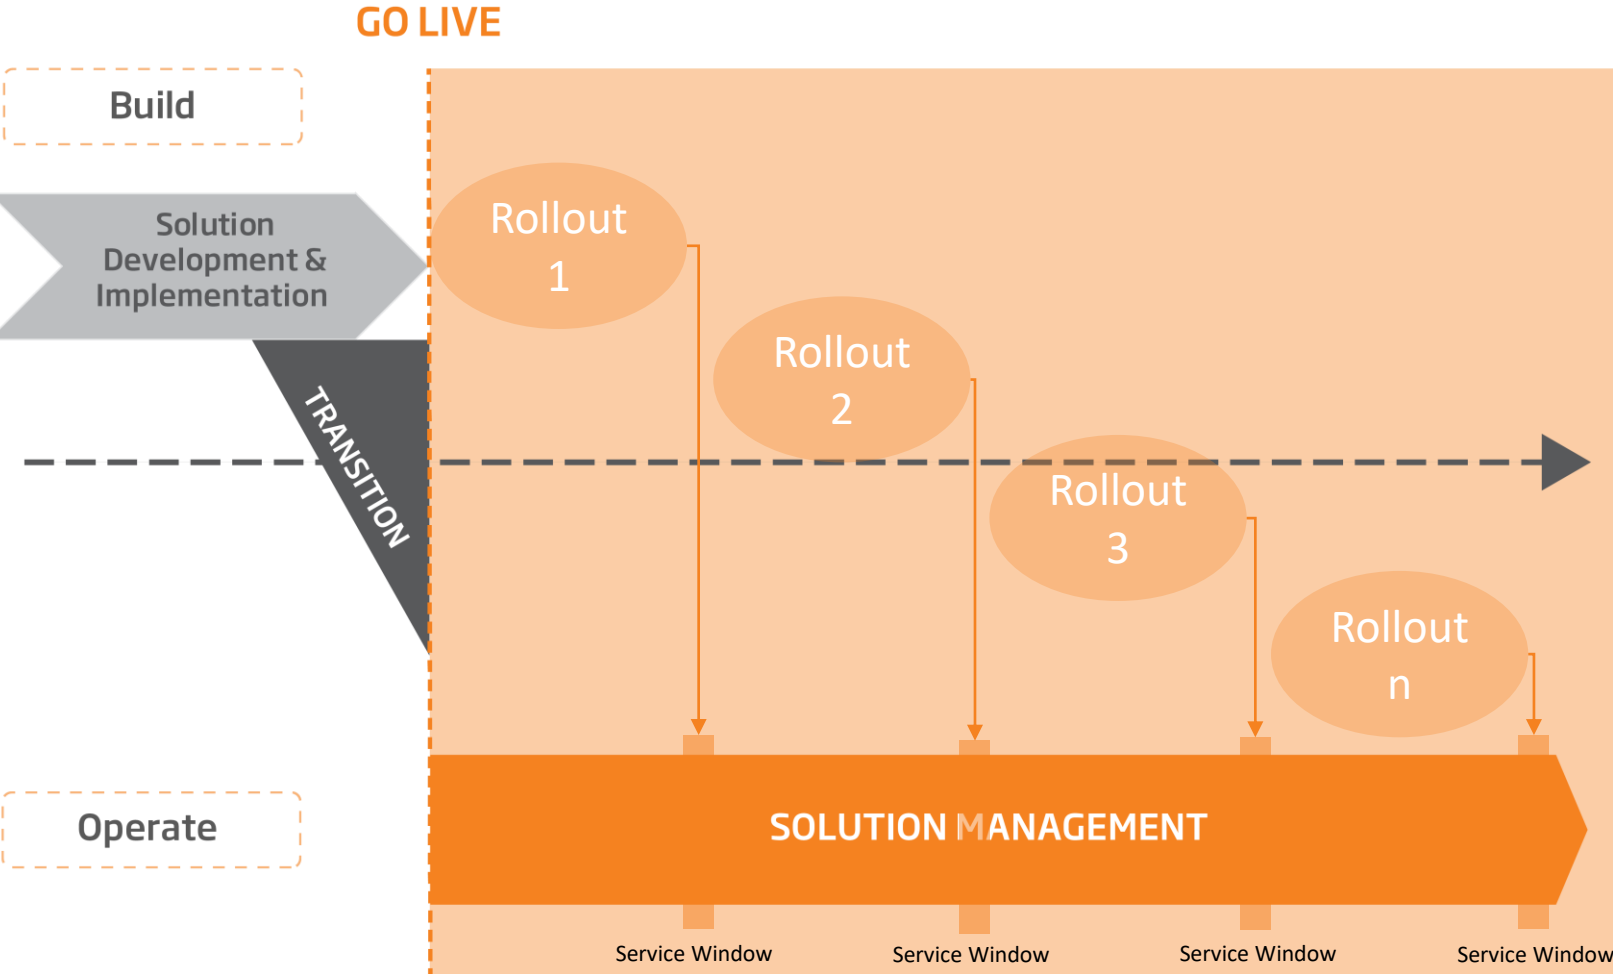 GO LIVE
Build
Solution
Development &
Implementation
Rollout
1
Rollout
2
TRANSITION
Rollout
3
Rollout
n
Operate
SOLUTION MANAGEMENT
Service Window
Service Window
Service Window
Service Window